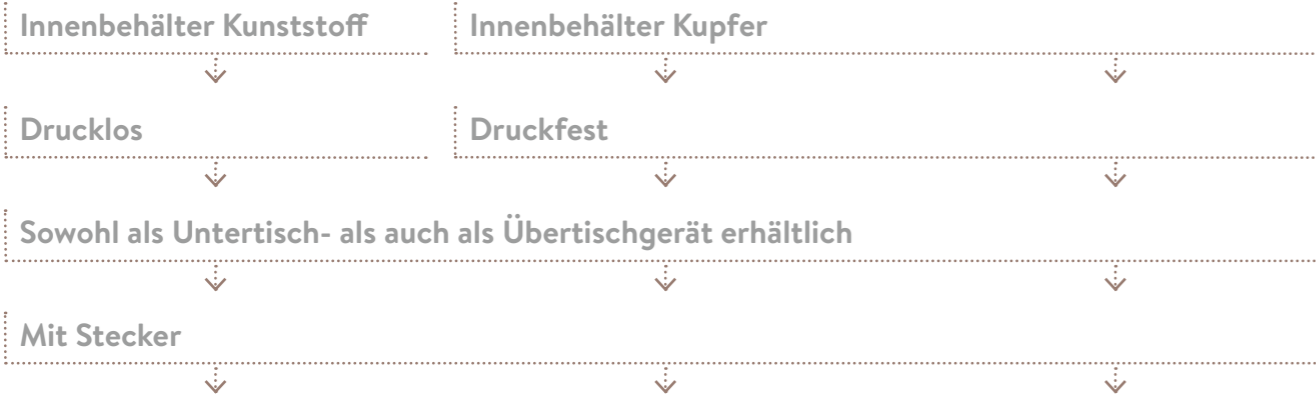 Innenbehälter Kunststoff
Innenbehälter Kupfer
Drucklos
Druckfest
Sowohl als Untertisch- als auch als Übertischgerät erhältlich
Mit Stecker